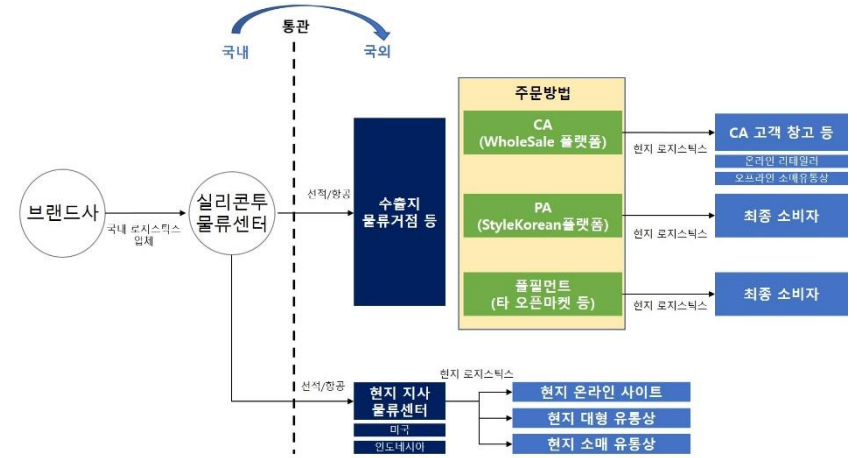 통관
국내
국외
주문방법
CA
(WholeSale 플랫폼)
현지 로지스틱스
CA 고객 창고 등
온라인 리테일러
오프라인 소매유통상
브랜드사
국내 로지스틱스
업체
실리콘투
물류센터
선적/항공
수출지
물류거점 등
PA
(StyleKorean플랫폼)
현지 로지스틱스
최종 소비자
풀필먼트
(타 오픈마켓 등)
현지 로지스틱스
최종 소비자
선적/항공
현지 지사
물류센터
미국
인도네시아
현지 로지스틱스
현지 온라인 사이트
현지 대형 유통상
현지 소매 유통상